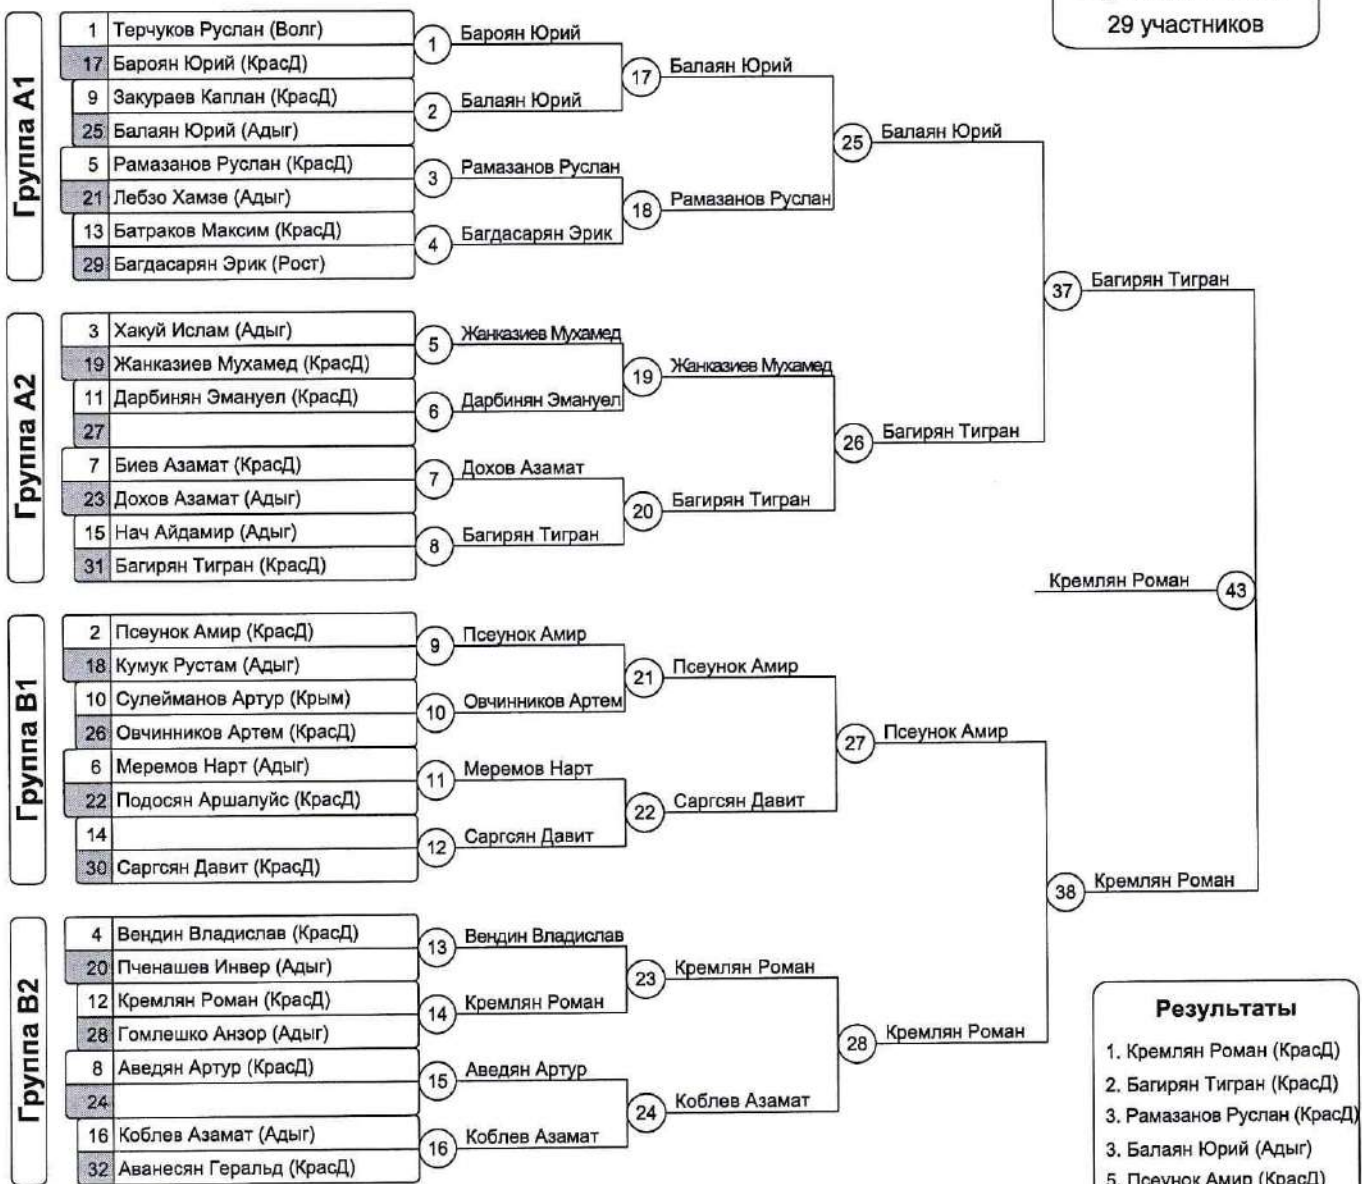 29 участников
Группа А1
1 Терчуков Руслан (Волг)
17 Бароян Юрий (КрасД)
9 Закураев Каплан (КрасД)
25 Балаян Юрий (Адыг)
5 Рамазанов Руслан (КрасД)
21 Лебзо Хамзе (Адыг)
13 Батраков Максим (КрасД)
29 Багдасарян Эрик (Рост)
1 Бароян Юрий
2 Балаян Юрий
3 Рамазанов Руслан
4 Багдасарян Эрик
17 Балаян Юрий
18 Рамазанов Руслан
25 Балаян Юрий
Группа А2
3 Хакуй Ислам (Адыг)
19 Жанказиев Мухамед (КрасД)
11 Дарбинян Эмануел (КрасД)
27
7 Биев Азамат (КрасД)
23 Дохов Азамат (Адыг)
15 Нач Айдамир (Адыг)
31 Багирян Тигран (КрасД)
5 Жанказиев Мухамед
6 Дарбинян Эмануел
7 Дохов Азамат
8 Багирян Тигран
19 Жанказиев Мухамед
20 Багирян Тигран
26 Багирян Тигран
37 Багирян Тигран
Кремлян Роман 43
Группа В1
2 Псеунок Амир (КрасД)
18 Кумук Рустам (Адыг)
10 Сулейманов Артур (Крым)
26 Овчинников Артем (КрасД)
6 Меремов Нарт (Адыг)
22 Подосян Аршалуйс (КрасД)
14
30 Саргсян Давит (КрасД)
9 Псеунок Амир
10 Овчинников Артем
11 Меремов Нарт
12 Саргсян Давит
21 Псеунок Амир
22 Саргсян Давит
27 Псеунок Амир
Группа В2
4 Вендин Владислав (КрасД)
20 Пченашев Инвер (Адыг)
12 Кремлян Роман (КрасД)
28 Гомлешко Анзор (Адыг)
8 Аведян Артур (КрасД)
24
16 Коблев Азамат (Адыг)
32 Аванесян Геральд (КрасД)
13 Вендин Владислав
14 Кремлян Роман
15 Аведян Артур
16 Коблев Азамат
23 Кремлян Роман
24 Коблев Азамат
28 Кремлян Роман
38 Кремлян Роман
Результаты
1. Кремлян Роман (КрасД)
2. Багирян Тигран (КрасД)
3. Рамазанов Руслан (КрасД)
3. Балаян Юрий (Адыг)
5. Псеунок Амир (КрасД)